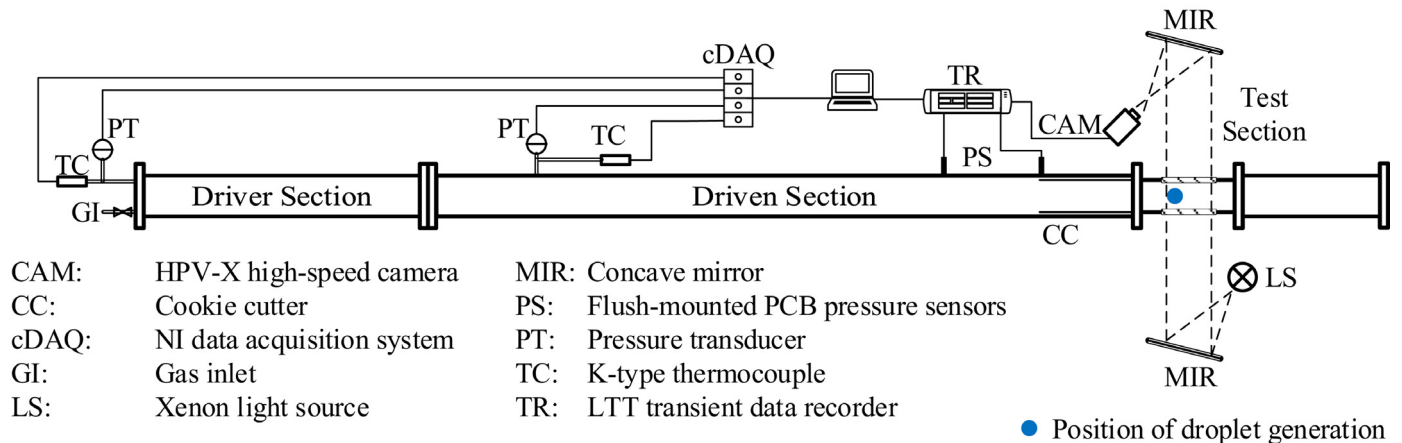 MIR
cDAQ
TR
PT
TC
CAM
Test
Section
TC
PT
PS
Driver Section
Driven Section
GI
CC
LS
MIR
CAM: HPV-X high-speed camera
CC: Cookie cutter
cDAQ: NI data acquisition system
GI: Gas inlet
LS: Xenon light source
MIR: Concave mirror
PS: Flush-mounted PCB pressure sensors
PT: Pressure transducer
TC: K-type thermocouple
TR: LTT transient data recorder
Position of droplet generation